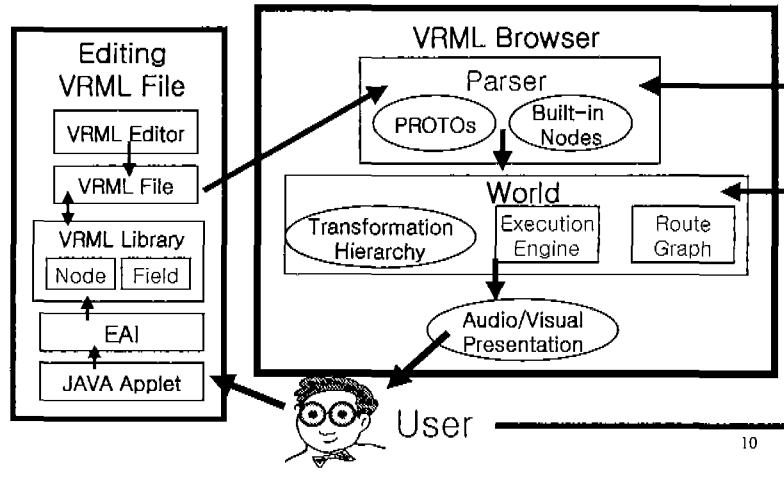 Editing
VRML File
VRML Editor
VRML File
VRML Library
Node
Field
EAI
JAVA Applet
VRML Browser
Parser
PROTOs
Built-in
Nodes
World
Transformation
Hierarchy
Execution
Engine
Route
Graph
Audio/Visual
Presentation
User
10